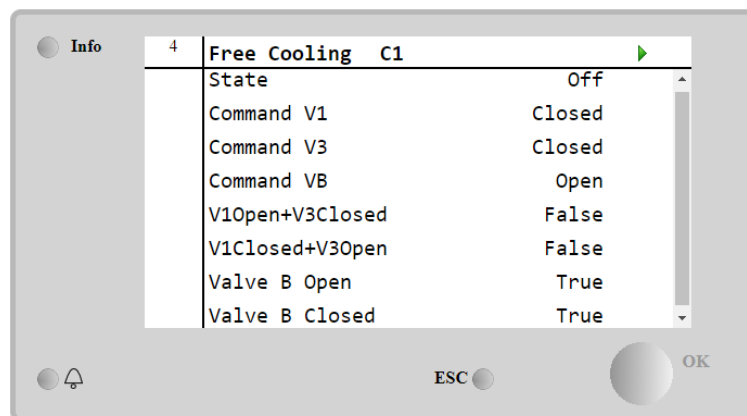 Info
4
Free Cooling C1
State Off
Command V1 Closed
Command V3 Closed
Command VB Open
V1Open+V3Closed False
V1Closed+V3Open False
Valve B Open True
Valve B Closed True
ESC
OK